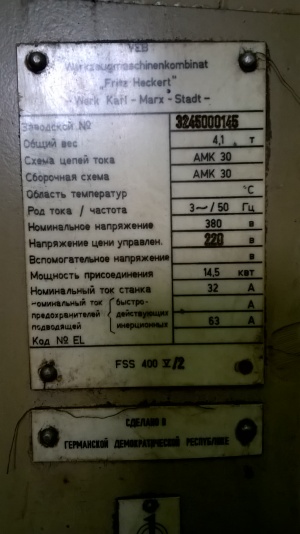 VEB
Werkzeugmaschinenkombinat
„Fritz Heckert"
- Werk Karl - Marx - Stadt -
Заводской № 3245000145
Общий вес 4,1 т
Схема цепей тока АМК 30
Сборочная схема АМК 30
Область температур °С
Род тока / частота 3~/50 Гц
Номинальное напряжение 380 в
Напряжение цепи управлен. 220 в
Вспомогательное напряжение в
Мощность присоединения 14,5 квт
Номинальный ток станка 32 А
номинальный ток быстро- А
предохранителей действующих
подводящей инерционных 63 А
Код № EL
FSS 400 V/2
СДЕЛАНО В
ГЕРМАНСКОЙ ДЕМОКРАТИЧЕСКОЙ РЕСПУБЛИКЕ